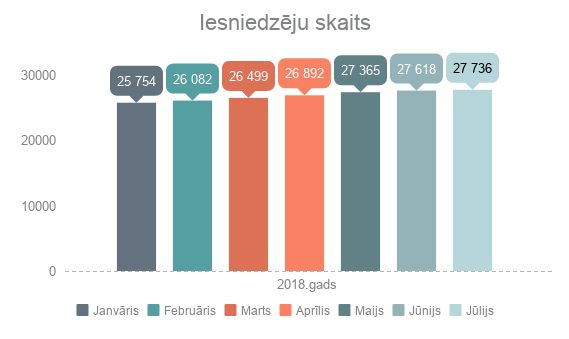 Iesniedzēju skaits
25 754 26 082 26 499 26 892 27 365 27 618 27 736
30000
20000
10000
0
2018.gads
Janvāris Februāris Marts Aprīlis Maijs Jūnijs Jūlijs